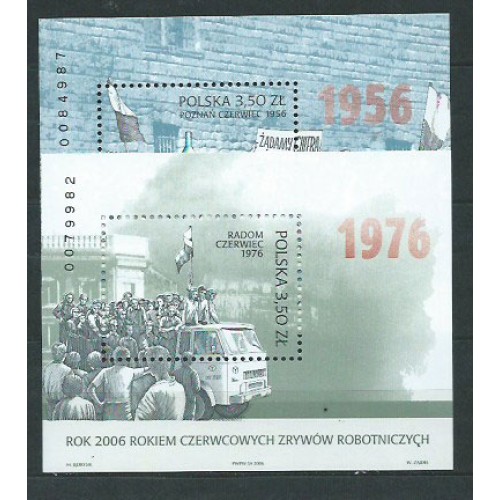 0084987
POLSKA 3,50 ZŁ
POZNAŃ CZERWIEC 1956
1956
ŻĄDAMY
0079982
RADOM
CZERWIEC
1976
POLSKA 3,50 ZŁ
1976
ROK 2006 ROKIEM CZERWCOWYCH ZRYWÓW ROBOTNICZYCH